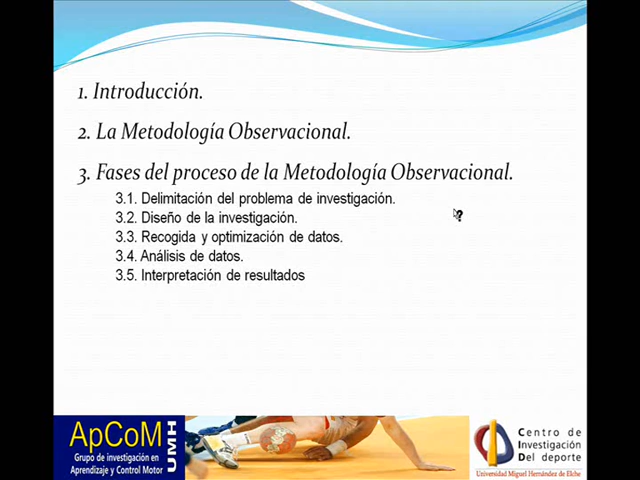 1. Introducción.
2. La Metodología Observacional.
3. Fases del proceso de la Metodología Observacional.
3.1. Delimitación del problema de investigación.
3.2. Diseño de la investigación.
3.3. Recogida y optimización de datos.
3.4. Análisis de datos.
3.5. Interpretación de resultados
ApCoM
UMH
Grupo de investigación en
Aprendizaje y Control Motor
Centro de
Investigación
Del deporte
Universidad Miguel Hernández de Elche